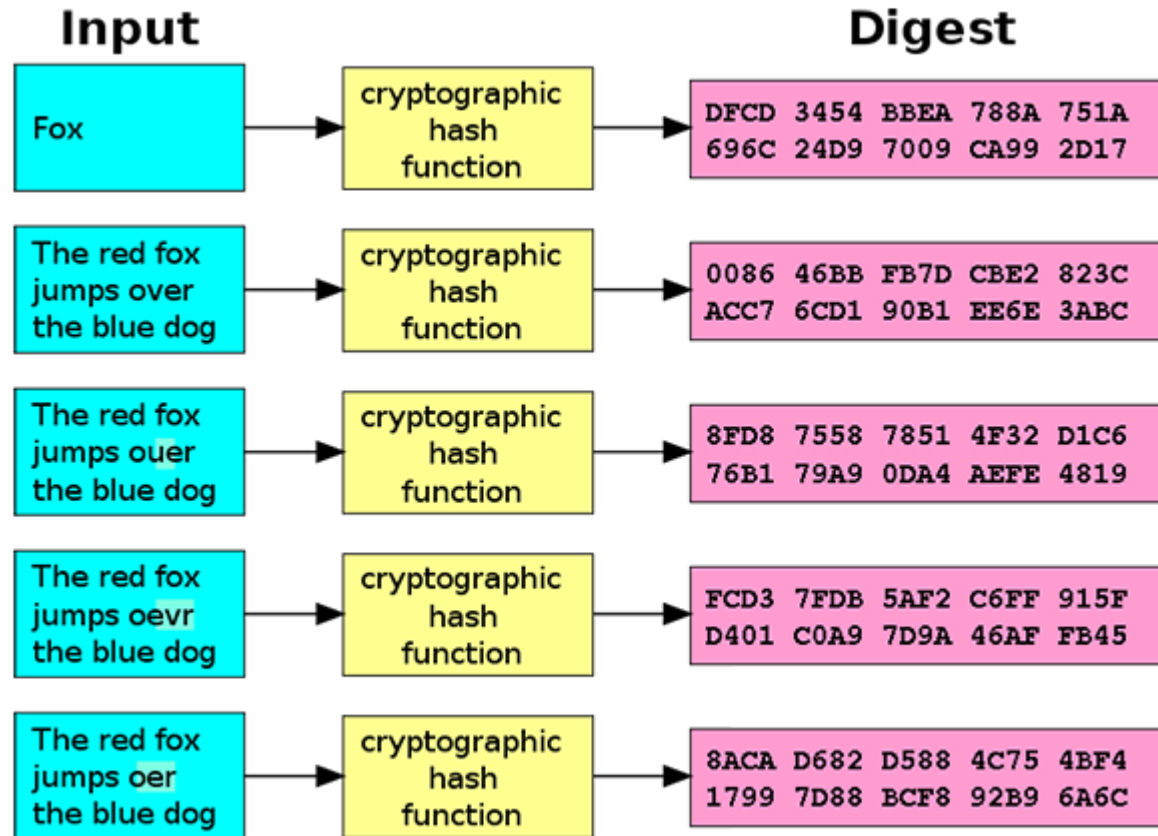 Input
Digest
Fox
cryptographic
hash
function
DFCD 3454 BBEA 788A 751A
696C 24D9 7009 CA99 2D17
The red fox
jumps over
the blue dog
cryptographic
hash
function
0086 46BB FB7D CBE2 823C
ACC7 6CD1 90B1 EE6E 3ABC
The red fox
jumps ouer
the blue dog
cryptographic
hash
function
8FD8 7558 7851 4F32 D1C6
76B1 79A9 0DA4 AEFE 4819
The red fox
jumps oevr
the blue dog
cryptographic
hash
function
FCD3 7FDB 5AF2 C6FF 915F
D401 C0A9 7D9A 46AF FB45
The red fox
jumps oer
the blue dog
cryptographic
hash
function
8ACA D682 D588 4C75 4BF4
1799 7D88 BCF8 92B9 6A6C